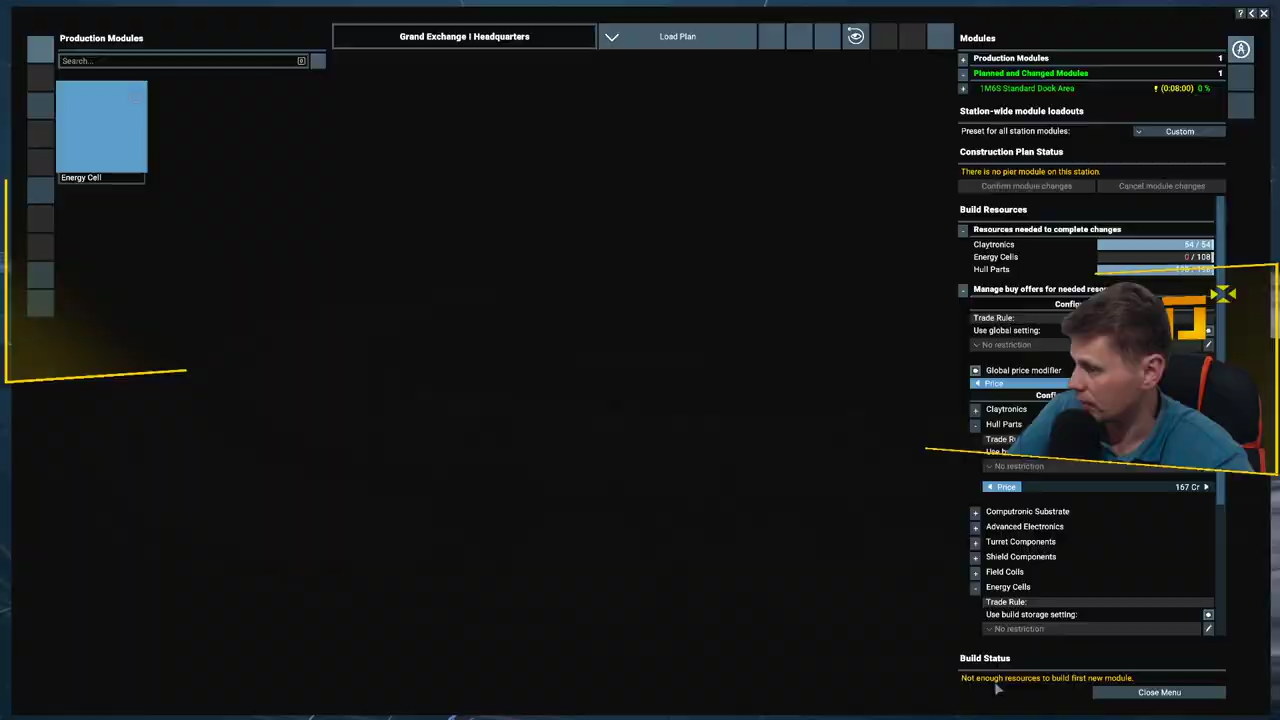 Production Modules
Search...
Energy Cell
Grand Exchange I Headquarters
Load Plan
Modules
Production Modules 1
Planned and Changed Modules 1
1M6S Standard Dock Area (0:08:00) 0 %
Station-wide module loadouts
Preset for all station modules: Custom
Construction Plan Status
There is no pier module on this station.
Confirm module changes Cancel module changes
Build Resources
Resources needed to complete changes
Claytronics 54 / 54
Energy Cells 0 / 108
Hull Parts
Manage buy offers for needed
Trade Rule:
Use global setting:
No restriction
Global price modifier
Price
Claytronics
Hull Parts
No restriction
Price 167 Cr
Computronic Substrate
Advanced Electronics
Turret Components
Shield Components
Field Coils
Energy Cells
Trade Rule:
Use build storage setting:
No restriction
Build Status
Not enough resources to build first new module.
Close Menu